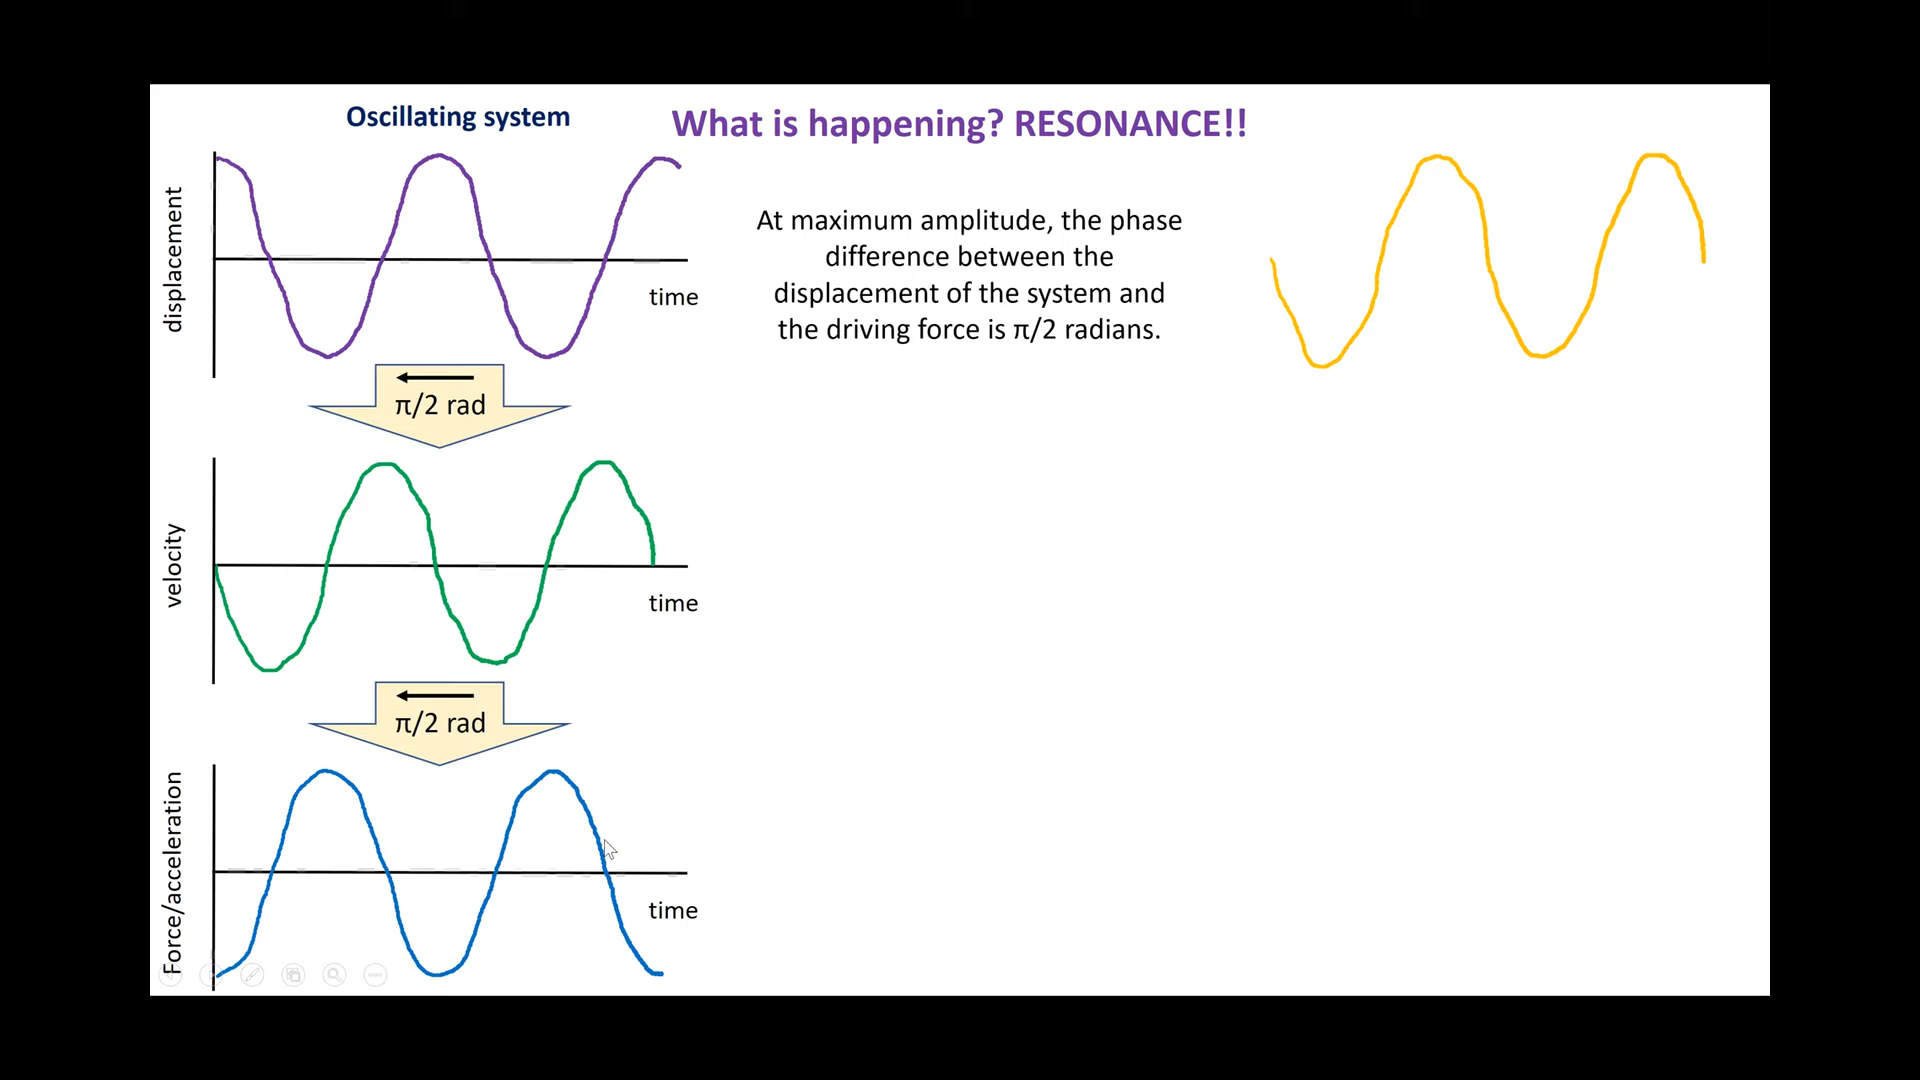 Oscillating system
What is happening? RESONANCE!!
displacement
time
At maximum amplitude, the phase
difference between the
displacement of the system and
the driving force is π/2 radians.
π/2 rad
velocity
time
π/2 rad
Force/acceleration
time